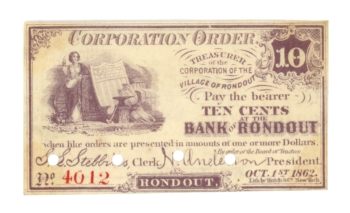 CORPORATION ORDER.
10
TREASURER
of the
CORPORATION OF THE
VILLAGE OF RONDOUT
Pay the bearer
TEN CENTS
AT THE
BANK OF RONDOUT
when like orders are presented in amounts of one or more Dollars.
By order of the Board of Trustees
Clerk, President.
No. 4012 OCT. 1ST 1862.
RONDOUT. New York.